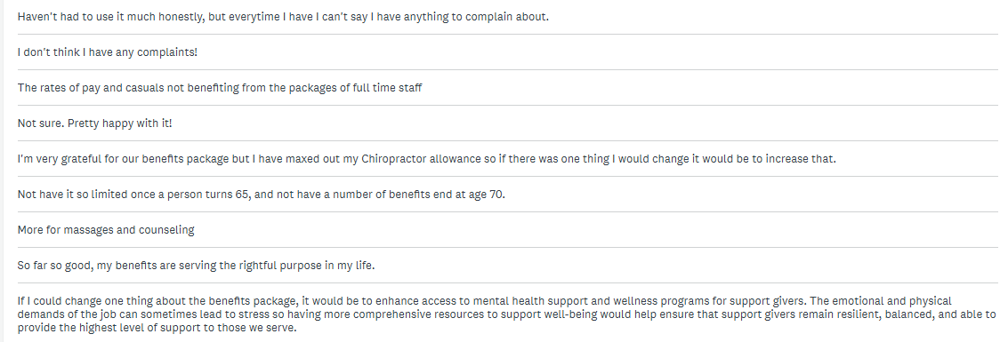 Haven't had to use it much honestly, but everytime I have I can't say I have anything to complain about.
I don't think I have any complaints!
The rates of pay and casuals not benefiting from the packages of full time staff
Not sure. Pretty happy with it!
I'm very grateful for our benefits package but I have maxed out my Chiropractor allowance so if there was one thing I would change it would be to increase that.
Not have it so limited once a person turns 65, and not have a number of benefits end at age 70.
More for massages and counseling
So far so good, my benefits are serving the rightful purpose in my life.
If I could change one thing about the benefits package, it would be to enhance access to mental health support and wellness programs for support givers. The emotional and physical
demands of the job can sometimes lead to stress so having more comprehensive resources to support well-being would help ensure that support givers remain resilient, balanced, and able to
provide the highest level of support to those we serve.